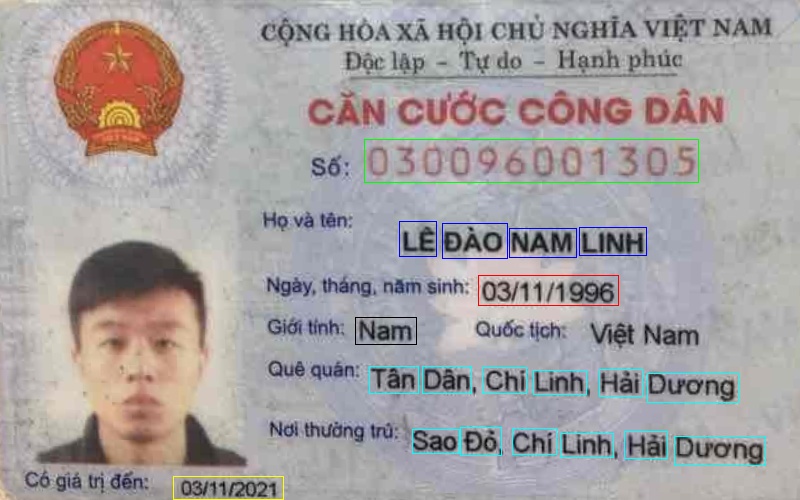 CỘNG HÒA XÃ HỘI CHỦ NGHĨA VIỆT NAM
Độc lập - Tự do - Hạnh phúc
CĂN CƯỚC CÔNG DÂN
Số: 030096001305
Họ và tên:
LÊ ĐÀO NAM LINH
Ngày, tháng, năm sinh: 03/11/1996
Giới tính: Nam Quốc tịch: Việt Nam
Quê quán: Tân Dân, Chí Linh, Hải Dương
Nơi thường trú: Sao Đỏ, Chí Linh, Hải Dương
Có giá trị đến: 03/11/2021